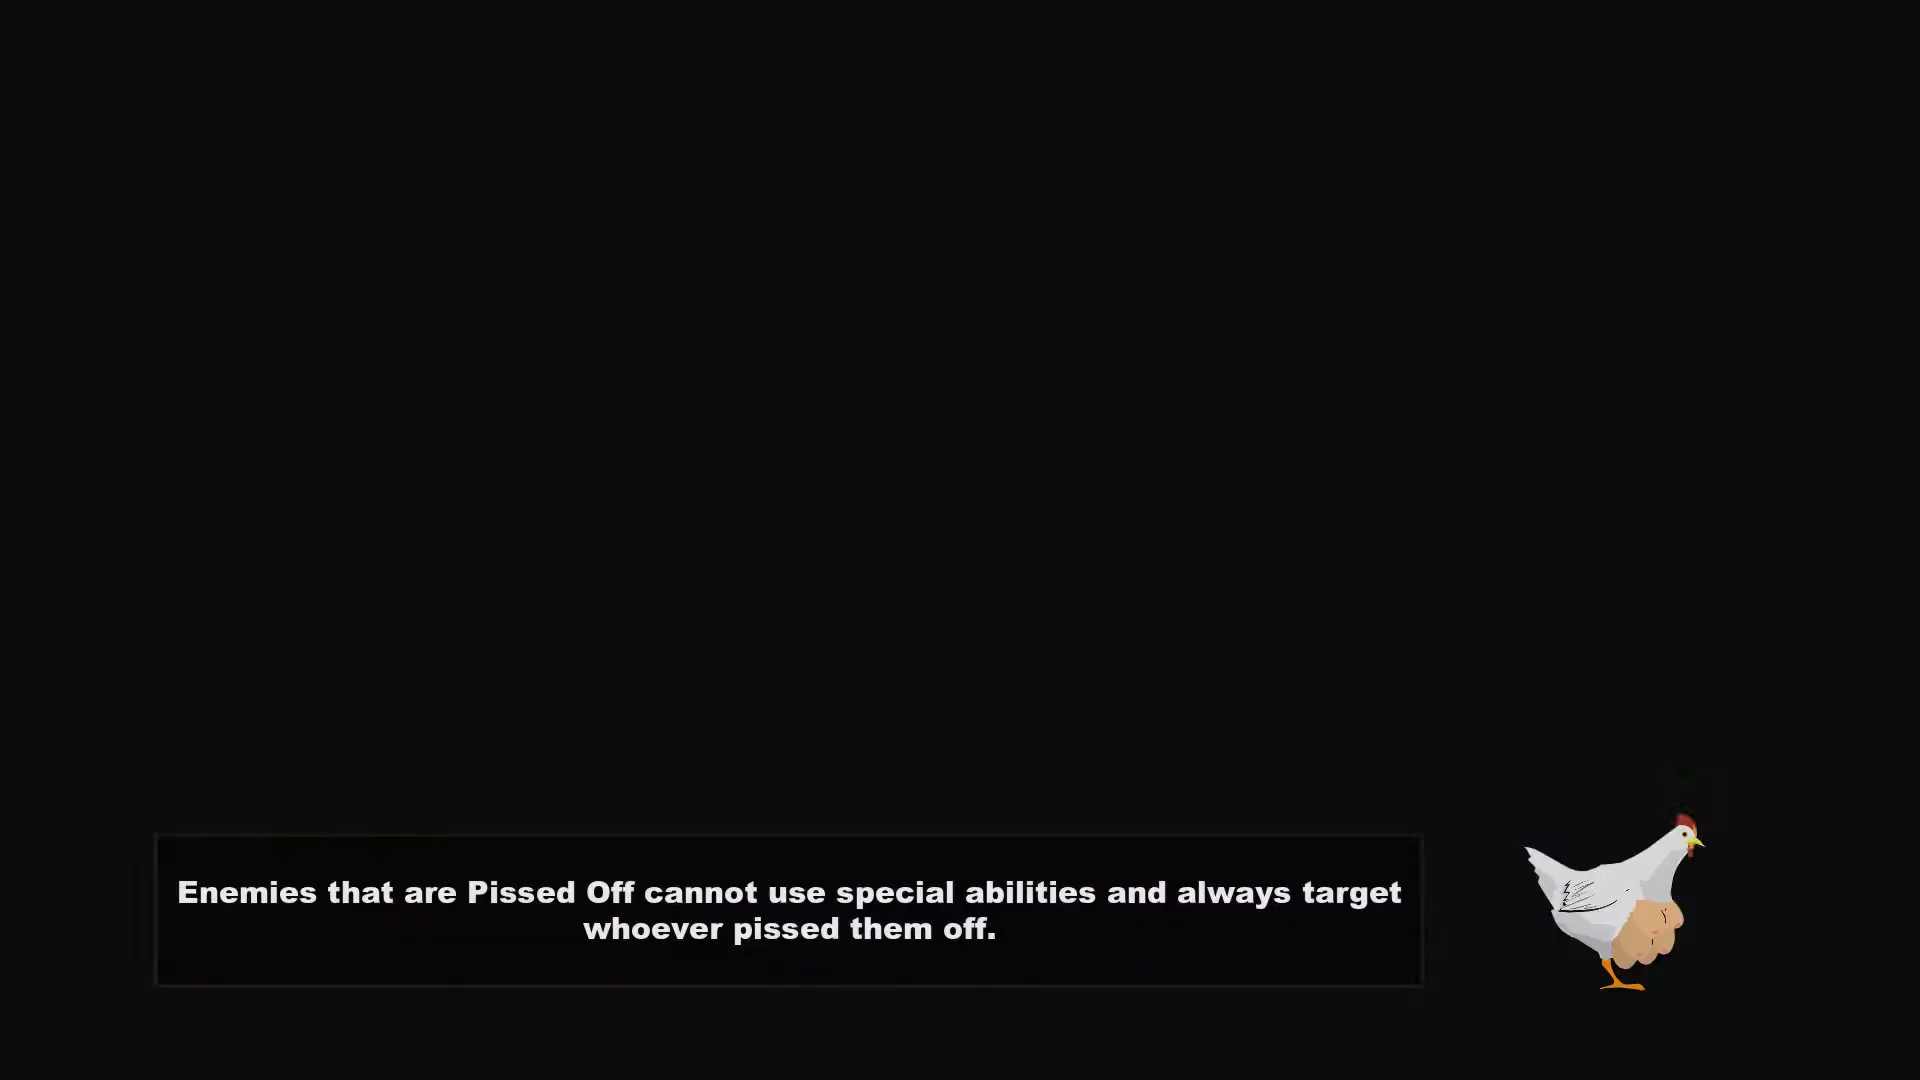 Enemies that are Pissed Off cannot use special abilities and always target
whoever pissed them off.